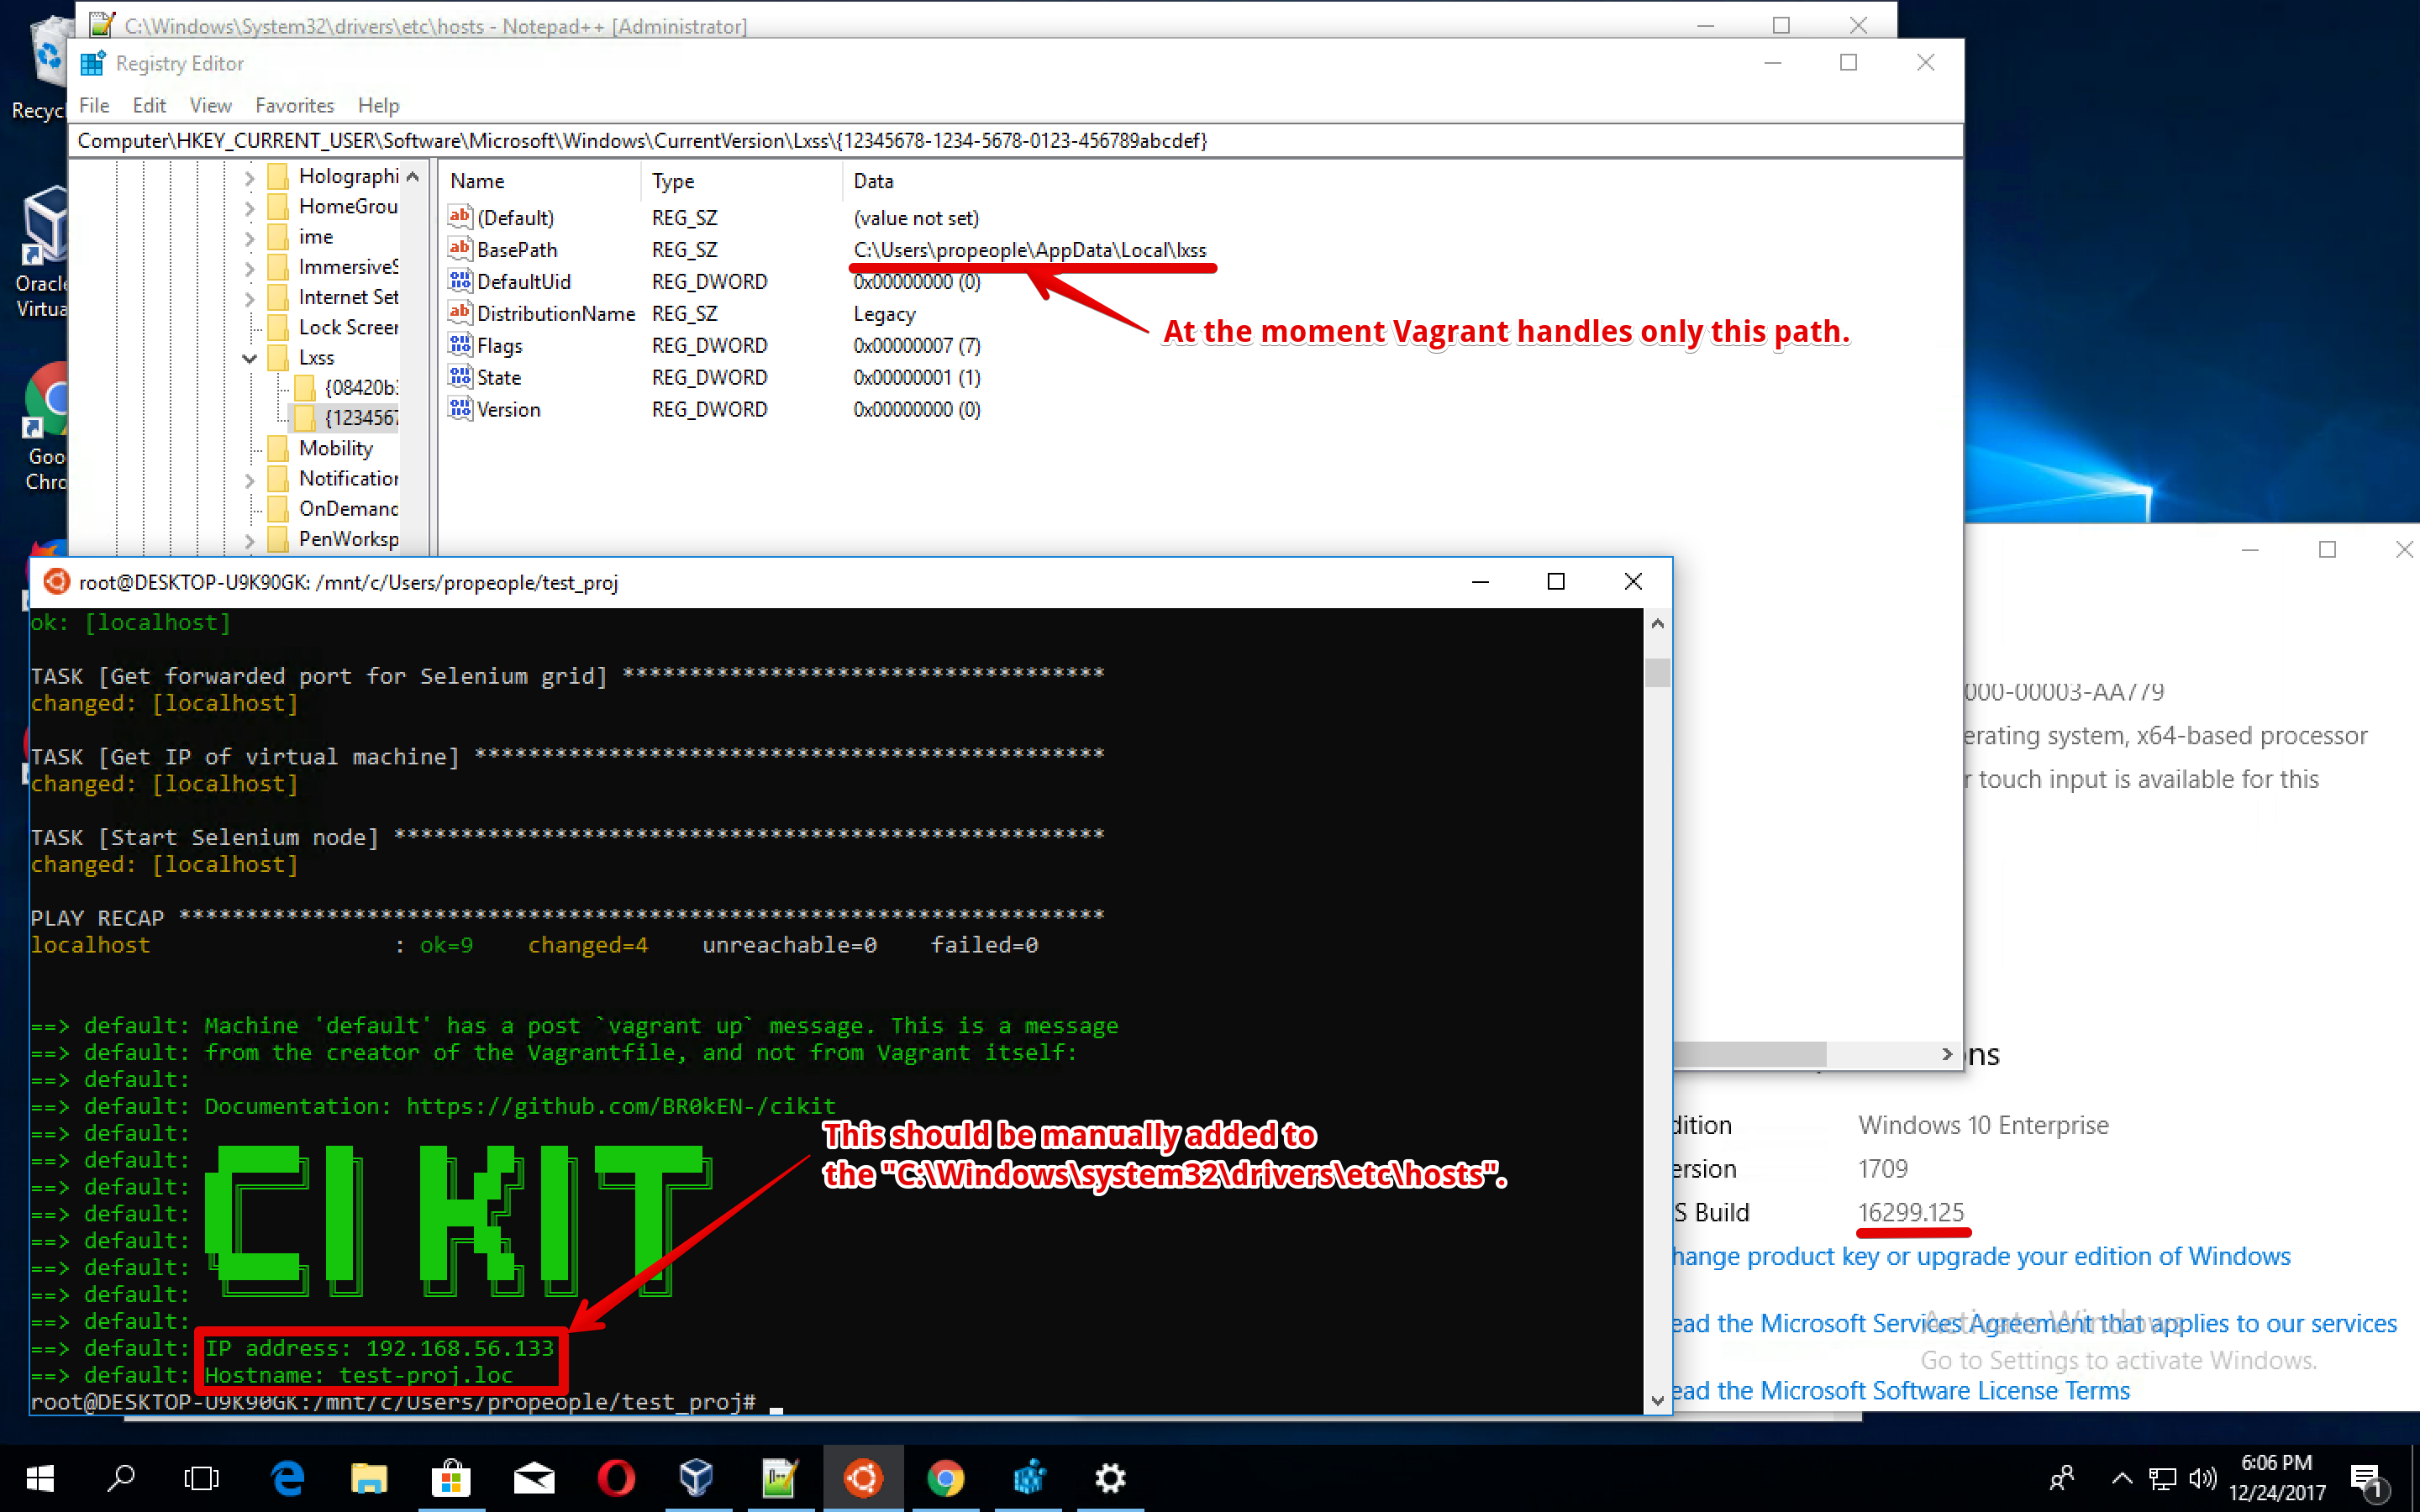 C:\Windows\System32\drivers\etc\hosts - Notepad++ [Administrator]
Registry Editor
File Edit View Favorites Help
Computer\HKEY_CURRENT_USER\Software\Microsoft\Windows\CurrentVersion\Lxss\{12345678-1234-5678-0123-456789abcdef}
Recyc
Oracle
Virtua
Goo
Chro
Holographi
HomeGrou
ime
ImmersiveS
Internet Set
Lock Screer
Lxss
{08420b
{1234567
Mobility
Notification
OnDemand
PenWorksp
Name Type Data
(Default) REG_SZ (value not set)
BasePath REG_SZ C:\Users\propeople\AppData\Local\lxss
DefaultUid REG_DWORD 0x00000000 (0)
DistributionName REG_SZ Legacy
Flags REG_DWORD 0x00000007 (7)
State REG_DWORD 0x00000001 (1)
Version REG_DWORD 0x00000000 (0)
At the moment Vagrant handles only this path.
root@DESKTOP-U9K90GK: /mnt/c/Users/propeople/test_proj
ok: [localhost]
TASK [Get forwarded port for Selenium grid] ************************************
changed: [localhost]
TASK [Get IP of virtual machine] ***********************************************
changed: [localhost]
TASK [Start Selenium node] *****************************************************
changed: [localhost]
PLAY RECAP *********************************************************************
localhost : ok=9 changed=4 unreachable=0 failed=0
==> default: Machine 'default' has a post `vagrant up` message. This is a message
==> default: from the creator of the Vagrantfile, and not from Vagrant itself:
==> default:
==> default: Documentation: https://github.com/BR0kEN-/cikit
==> default:
==> default:
==> default:
==> default:
==> default:
==> default:
==> default:
==> default:
CI KIT
This should be manually added to
the "C:\Windows\system32\drivers\etc\hosts".
==> default: IP address: 192.168.56.133
==> default: Hostname: test-proj.loc
root@DESKTOP-U9K90GK:/mnt/c/Users/propeople/test_proj#
000-00003-AA779
erating system, x64-based processor
r touch input is available for this
ons
dition Windows 10 Enterprise
ersion 1709
S Build 16299.125
hange product key or upgrade your edition of Windows
ead the Microsoft Services Agreement that applies to our services
ead the Microsoft Software License Terms
Activate Windows
Go to Settings to activate Windows.
6:06 PM
12/24/2017
1